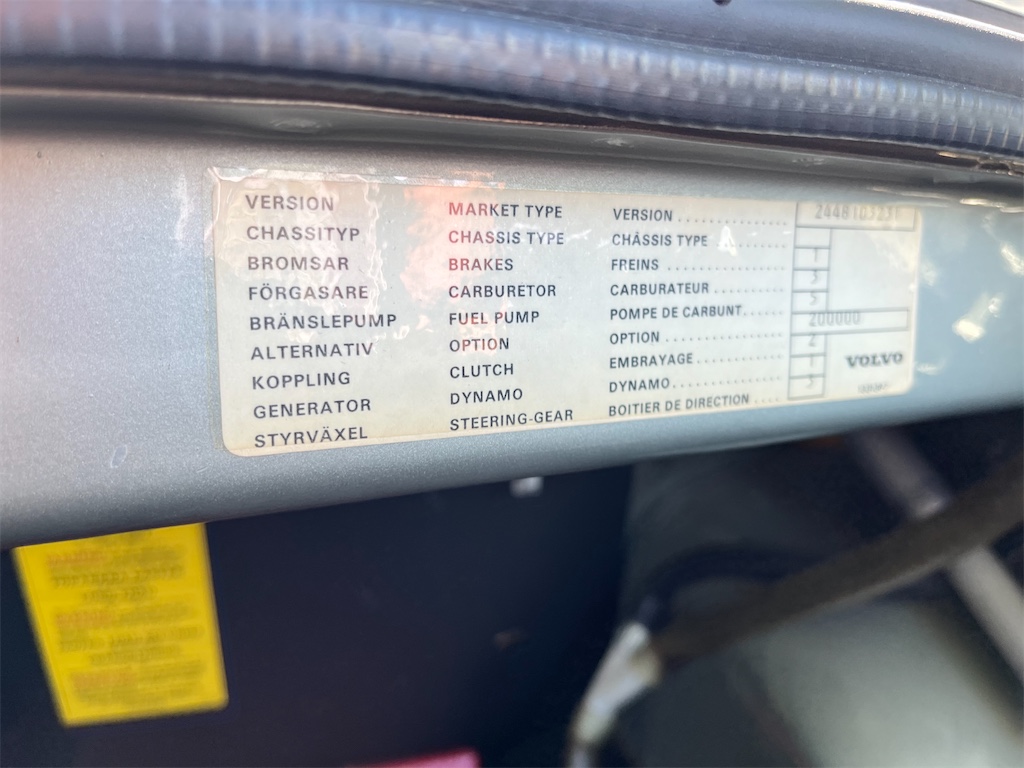 VERSION MARKET TYPE VERSION
CHASSITYP CHASSIS TYPE CHÂSSIS TYPE
BROMSAR BRAKES FREINS 1
FÖRGASARE CARBURETOR CARBURATEUR 3
BRÄNSLEPUMP FUEL PUMP POMPE DE CARBUNT 5
ALTERNATIV OPTION OPTION 200000
KOPPLING CLUTCH EMBRAYAGE 2
GENERATOR DYNAMO DYNAMO 1
STYRVÄXEL STEERING-GEAR BOITIER DE DIRECTION 3
VOLVO